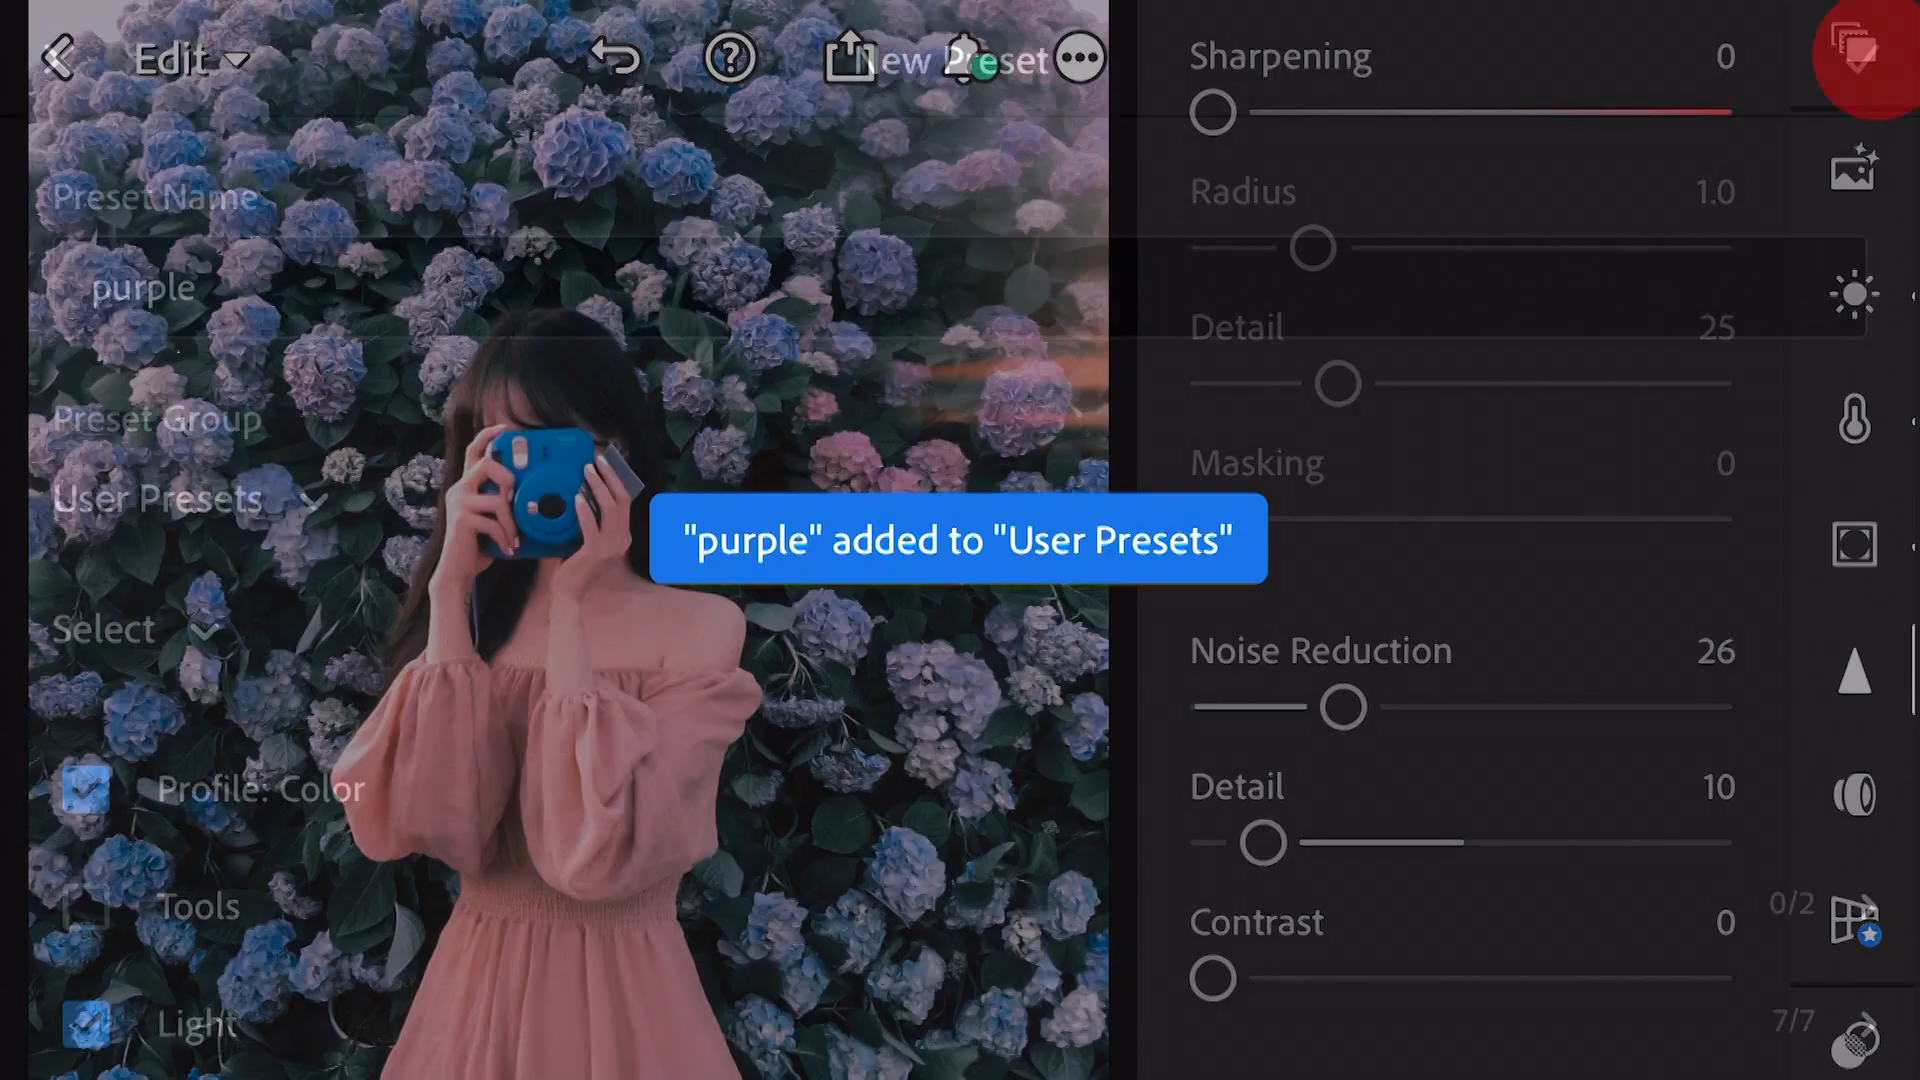 Edit
New Preset
Preset Name
purple
Preset Group
User Presets
Select
Profile: Color
Tools
0/2
Light
7/7
"purple" added to "User Presets"
Sharpening 0
Radius 1.0
Detail 25
Masking 0
Noise Reduction 26
Detail 10
Contrast 0